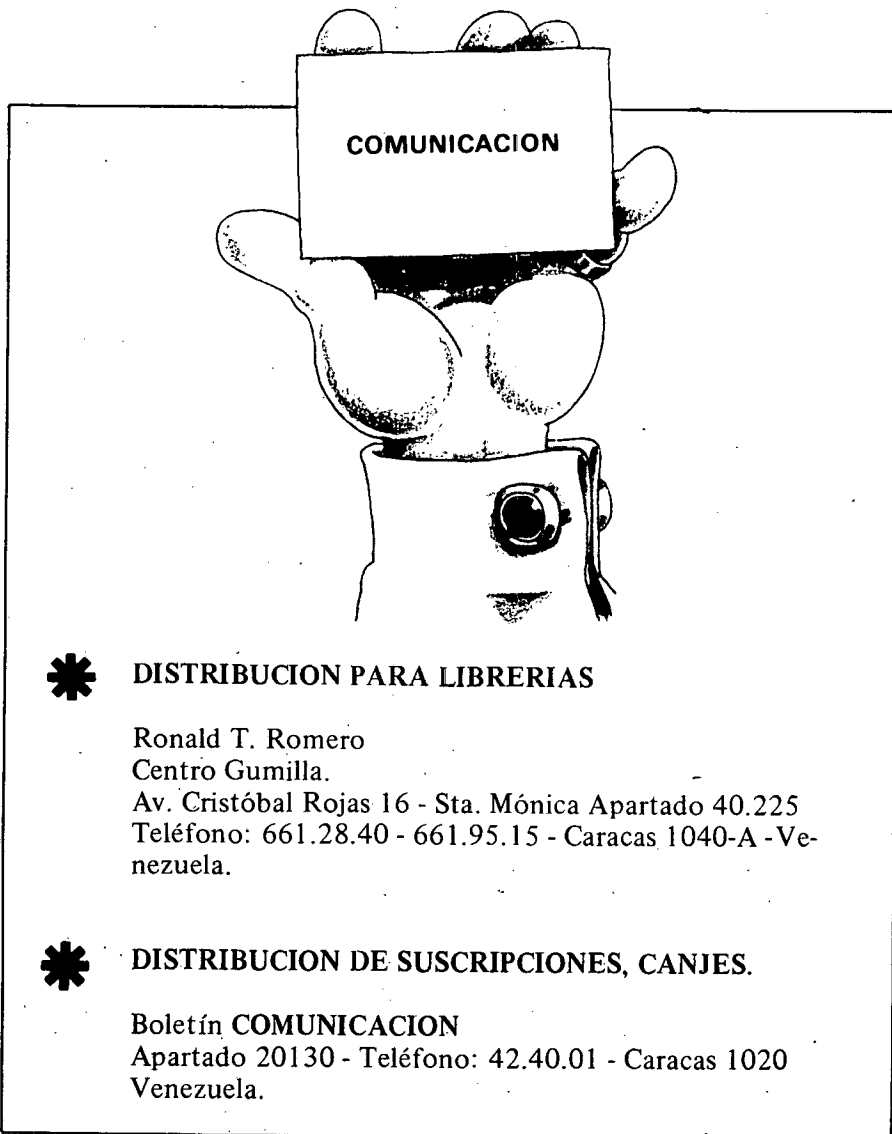 COMUNICACION
DISTRIBUCION PARA LIBRERIAS
Ronald T. Romero
Centro Gumilla.
Av. Cristóbal Rojas 16 - Sta. Mónica Apartado 40.225
Teléfono: 661.28.40 - 661.95.15 - Caracas 1040-A -Ve-
nezuela.
DISTRIBUCION DE SUSCRIPCIONES, CANJES.
Boletín COMUNICACION
Apartado 20130 - Teléfono: 42.40.01 - Caracas 1020
Venezuela.